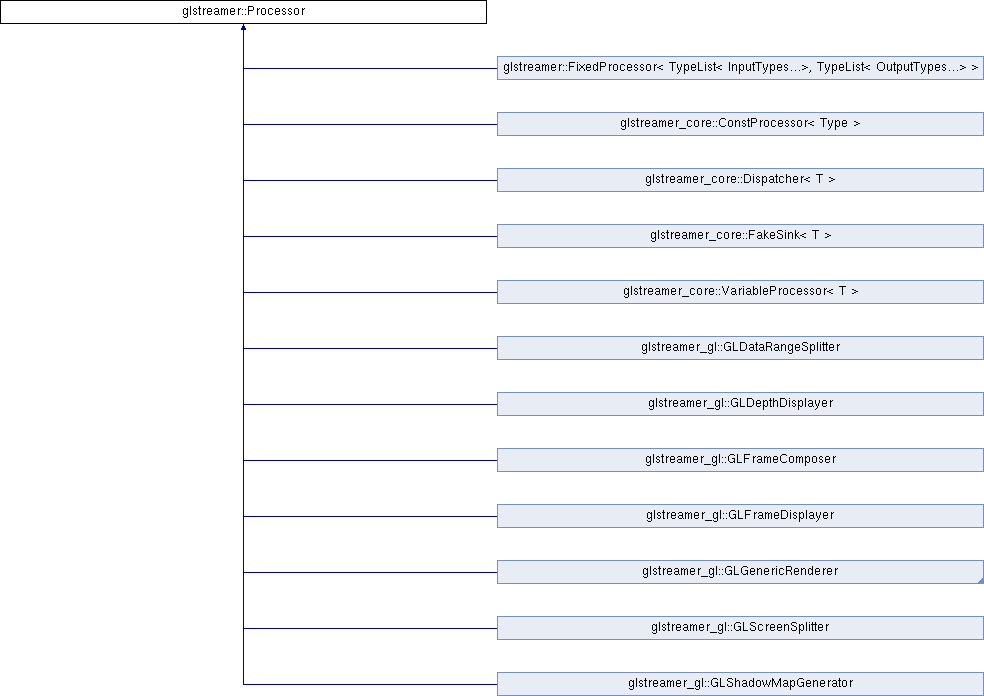 glstreamer::Processor
glstreamer::FixedProcessor< TypeList< InputTypes...>, TypeList< OutputTypes...> >
glstreamer_core::ConstProcessor< Type >
glstreamer_core::Dispatcher< T >
glstreamer_core::FakeSink< T >
glstreamer_core::VariableProcessor< T >
glstreamer_gl::GLDataRangeSplitter
glstreamer_gl::GLDepthDisplayer
glstreamer_gl::GLFrameComposer
glstreamer_gl::GLFrameDisplayer
glstreamer_gl::GLGenericRenderer
glstreamer_gl::GLScreenSplitter
glstreamer_gl::GLShadowMapGenerator